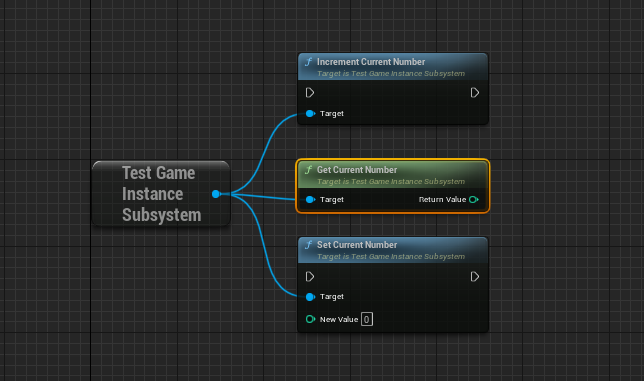 Test Game
Instance
Subsystem
f Increment Current Number
Target is Test Game Instance Subsystem
Target
f Get Current Number
Target is Test Game Instance Subsystem
Target Return Value
f Set Current Number
Target is Test Game Instance Subsystem
Target
New Value 0